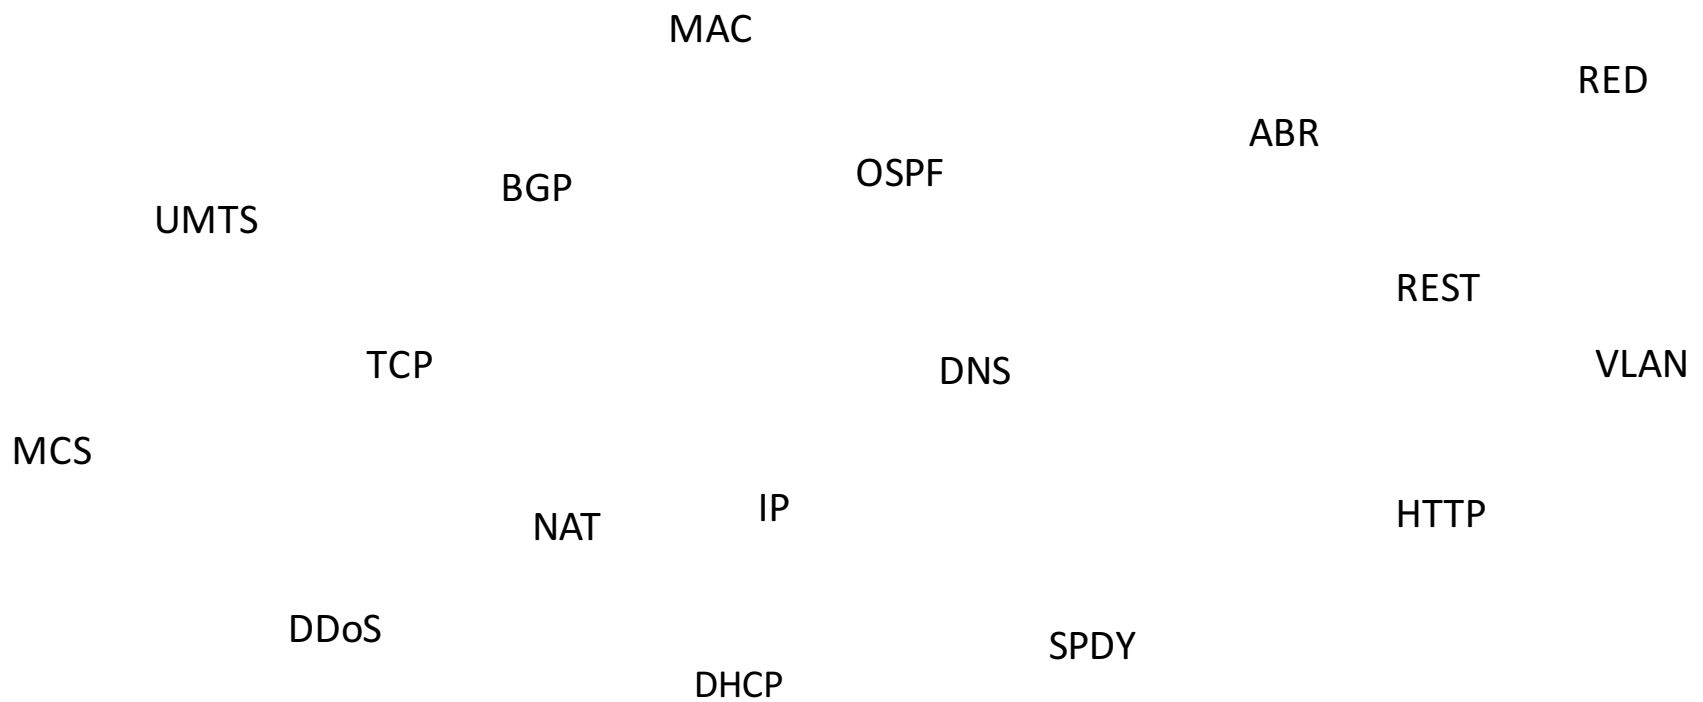 MAC
RED
ABR
OSPF
BGP
UMTS
REST
TCP
DNS
VLAN
MCS
IP
NAT
HTTP
DDoS
SPDY
DHCP